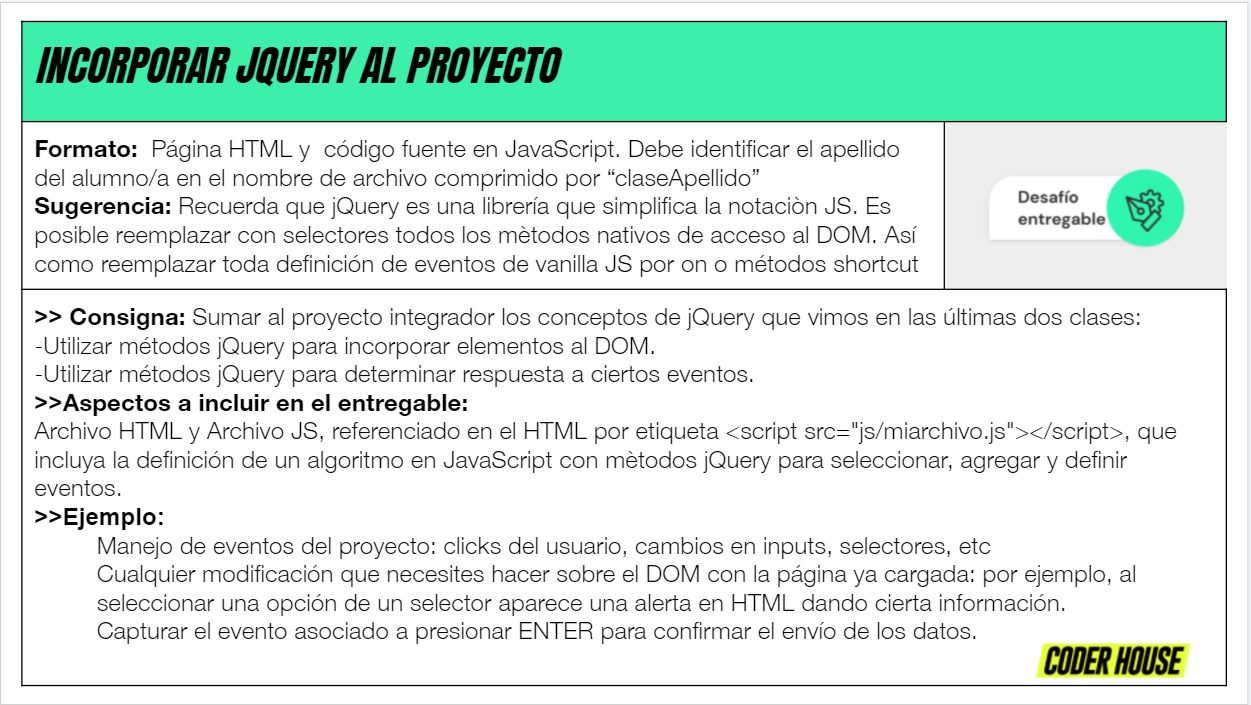 INCORPORAR JQUERY AL PROYECTO
Formato: Página HTML y código fuente en JavaScript. Debe identificar el apellido
del alumno/a en el nombre de archivo comprimido por “claseApellido”
Sugerencia: Recuerda que jQuery es una librería que simplifica la notaciòn JS. Es
posible reemplazar con selectores todos los mètodos nativos de acceso al DOM. Así
como reemplazar toda definición de eventos de vanilla JS por on o métodos shortcut
Desafío
entregable
>> Consigna: Sumar al proyecto integrador los conceptos de jQuery que vimos en las últimas dos clases:
-Utilizar métodos jQuery para incorporar elementos al DOM.
-Utilizar métodos jQuery para determinar respuesta a ciertos eventos.
>>Aspectos a incluir en el entregable:
Archivo HTML y Archivo JS, referenciado en el HTML por etiqueta <script src="js/miarchivo.js"></script>, que
incluya la definición de un algoritmo en JavaScript con mètodos jQuery para seleccionar, agregar y definir
eventos.
>>Ejemplo:
Manejo de eventos del proyecto: clicks del usuario, cambios en inputs, selectores, etc
Cualquier modificación que necesites hacer sobre el DOM con la página ya cargada: por ejemplo, al
seleccionar una opción de un selector aparece una alerta en HTML dando cierta información.
Capturar el evento asociado a presionar ENTER para confirmar el envío de los datos.
CODER HOUSE